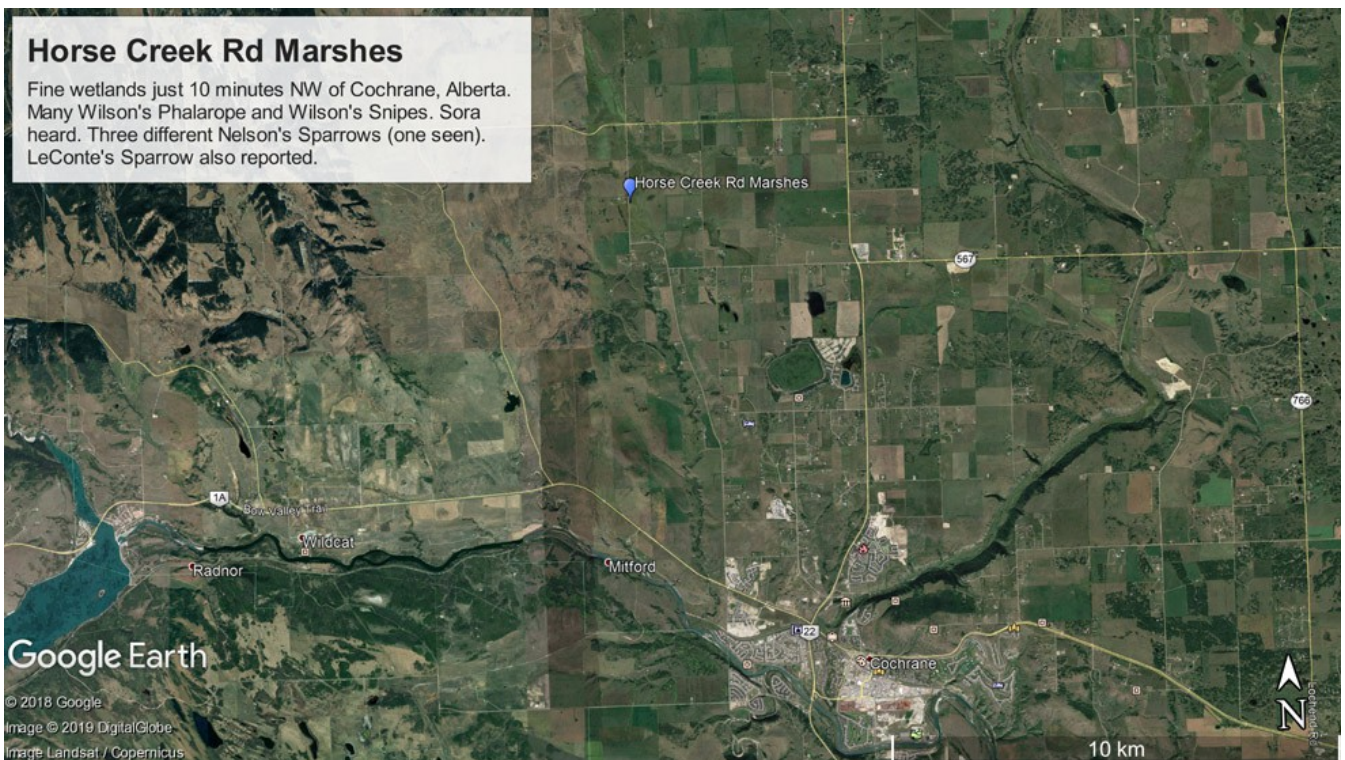 Horse Creek Rd Marshes
Fine wetlands just 10 minutes NW of Cochrane, Alberta.
Many Wilson's Phalarope and Wilson's Snipes. Sora
heard. Three different Nelson's Sparrows (one seen).
LeConte's Sparrow also reported.
Horse Creek Rd Marshes
567
766
1A
Bow Valley Trail
Wildcat
Radnor
Mitford
22
Cochrane
Google Earth
© 2018 Google
Image © 2019 DigitalGlobe
Image Landsat / Copernicus
N
Lochend Rd
10 km